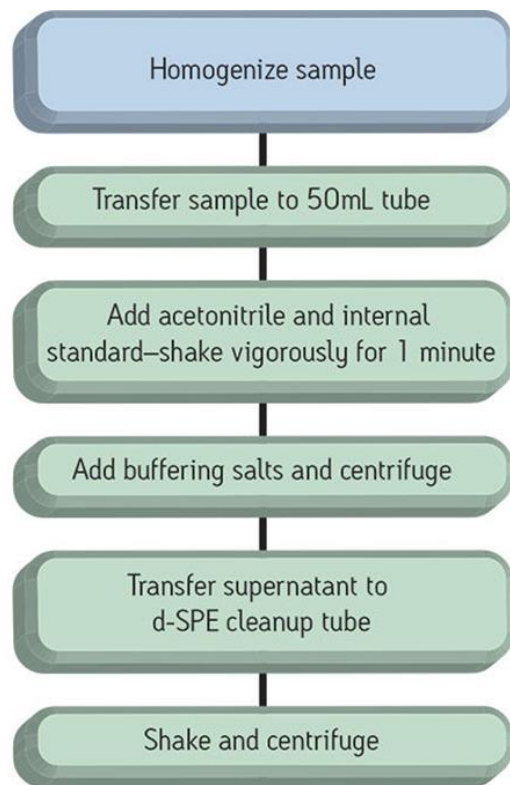 Homogenize sample
Transfer sample to 50mL tube
Add acetonitrile and internal
standard–shake vigorously for 1 minute
Add buffering salts and centrifuge
Transfer supernatant to
d-SPE cleanup tube
Shake and centrifuge